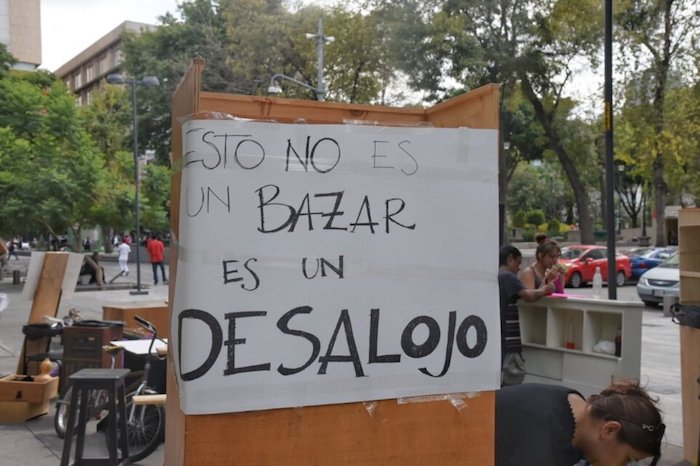 ESTO NO ES
UN BAZAR
ES UN
DESALOJO